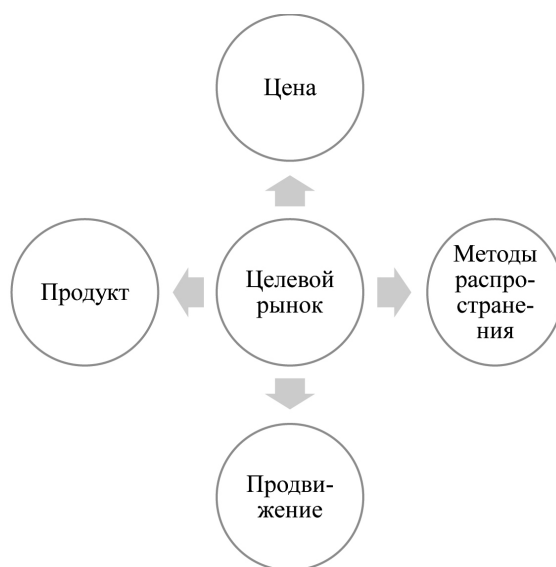 Цена
Продукт
Целевой
рынок
Методы
распро-
стране-
ния
Продви-
жение